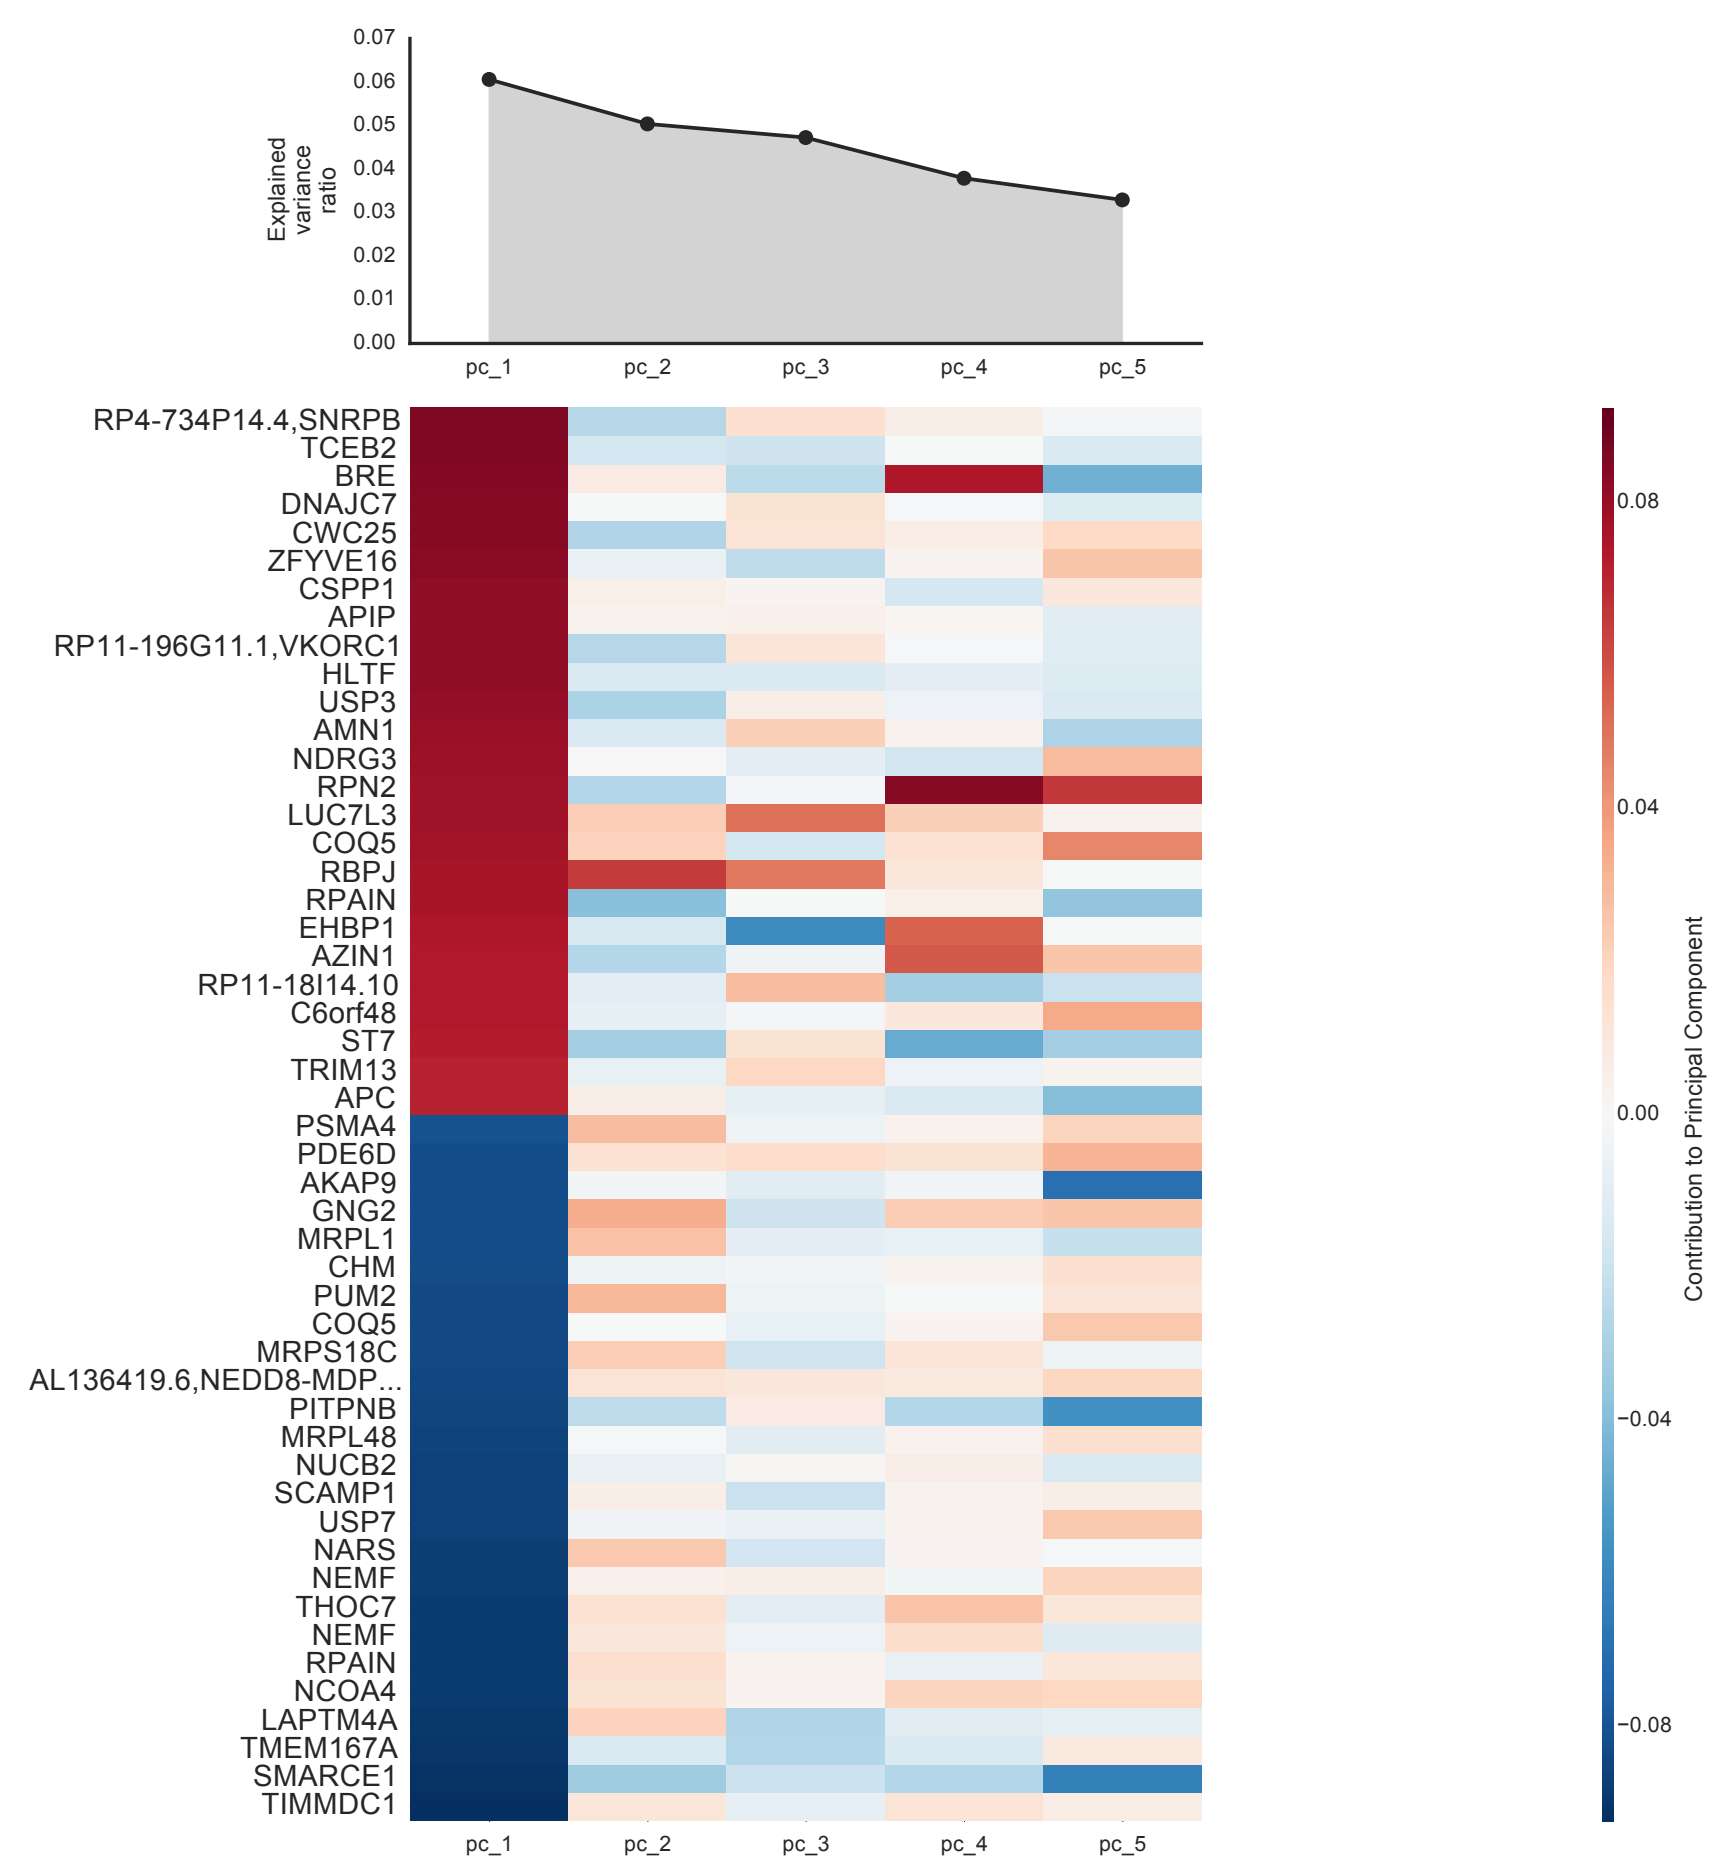 0.07
0.06
0.05
0.04
0.03
0.02
0.01
0.00
Explained
variance
ratio
pc_1 pc_2 pc_3 pc_4 pc_5
RP4-734P14.4,SNRPB
TCEB2
BRE
DNAJC7
CWC25
ZFYVE16
CSPP1
APIP
RP11-196G11.1,VKORC1
HLTF
USP3
AMN1
NDRG3
RPN2
LUC7L3
COQ5
RBPJ
RPAIN
EHBP1
AZIN1
RP11-18I14.10
C6orf48
ST7
TRIM13
APC
PSMA4
PDE6D
AKAP9
GNG2
MRPL1
CHM
PUM2
COQ5
MRPS18C
AL136419.6,NEDD8-MDP...
PITPNB
MRPL48
NUCB2
SCAMP1
USP7
NARS
NEMF
THOC7
NEMF
RPAIN
NCOA4
LAPTM4A
TMEM167A
SMARCE1
TIMMDC1
pc_1 pc_2 pc_3 pc_4 pc_5
0.08
0.04
0.00
−0.04
−0.08
Contribution to Principal Component